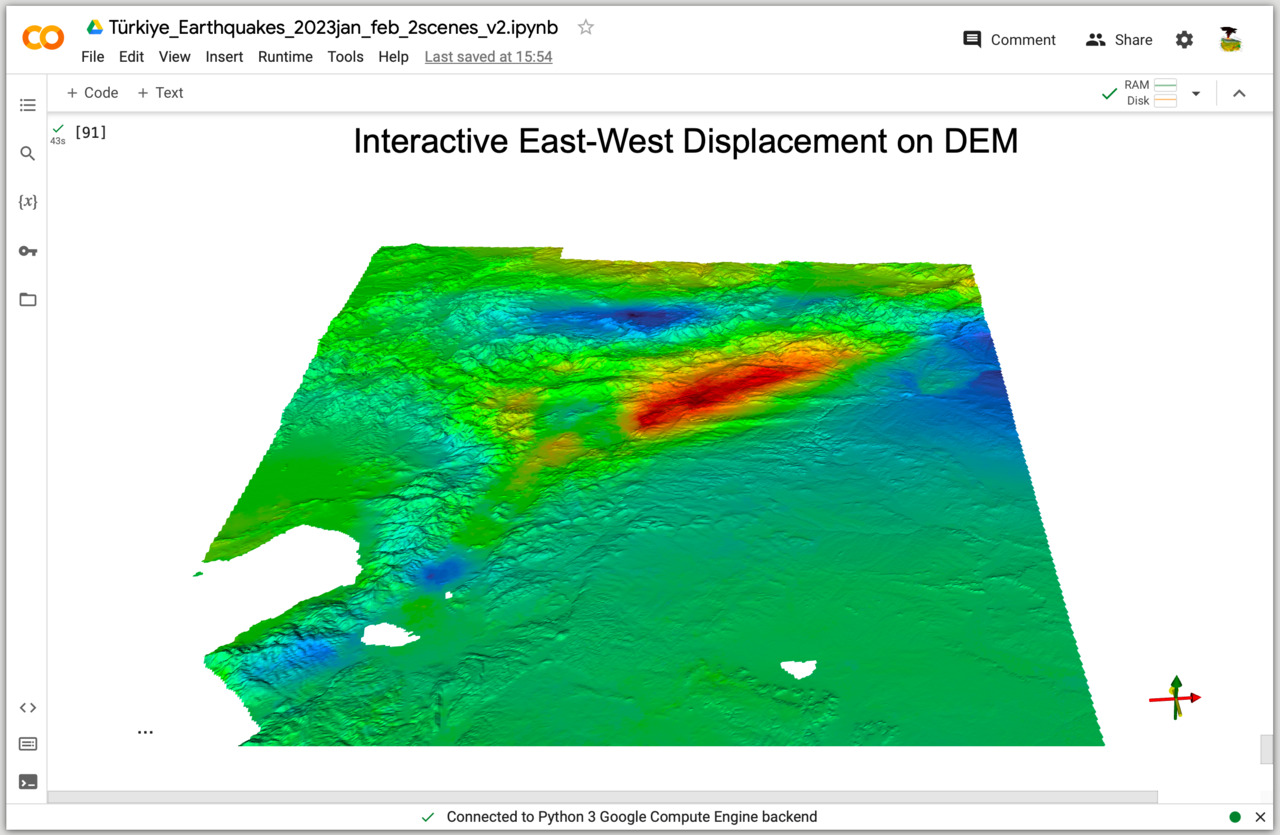 Türkiye_Earthquakes_2023jan_feb_2scenes_v2.ipynb
File Edit View Insert Runtime Tools Help Last saved at 15:54
Comment
Share
+ Code + Text
RAM
Disk
[91]
43s
{x}
Interactive East-West Displacement on DEM
...
Connected to Python 3 Google Compute Engine backend